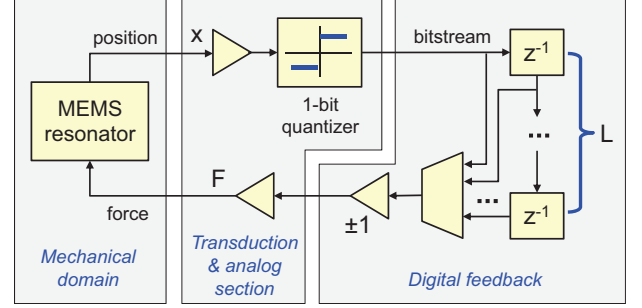 position
x
bitstream
z-1
MEMS
resonator
1-bit
quantizer
...
L
F
force
±1
...
z-1
Mechanical
domain
Transduction
& analog
section
Digital feedback